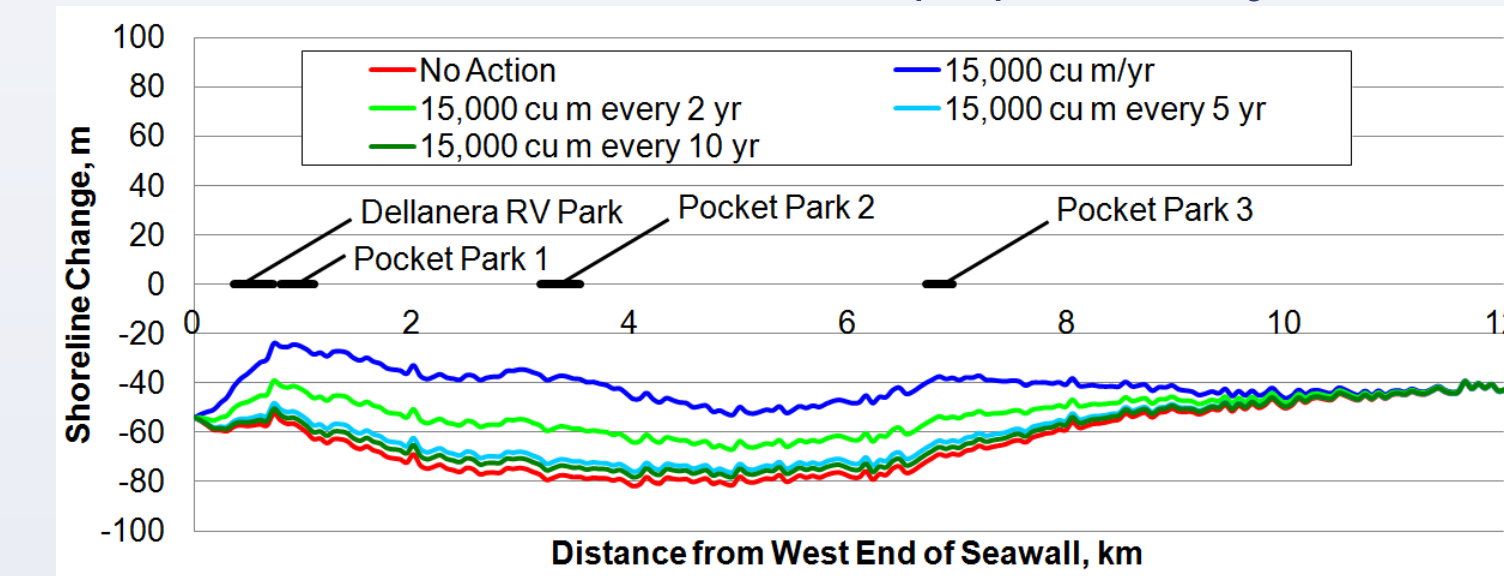 100
80
60
40
20
0
-20
-40
-60
-80
-100
Shoreline Change, m
No Action
15,000 cu m/yr
15,000 cu m every 2 yr
15,000 cu m every 5 yr
15,000 cu m every 10 yr
Dellanera RV Park
Pocket Park 1
Pocket Park 2
Pocket Park 3
0 2 4 6 8 10
Distance from West End of Seawall, km